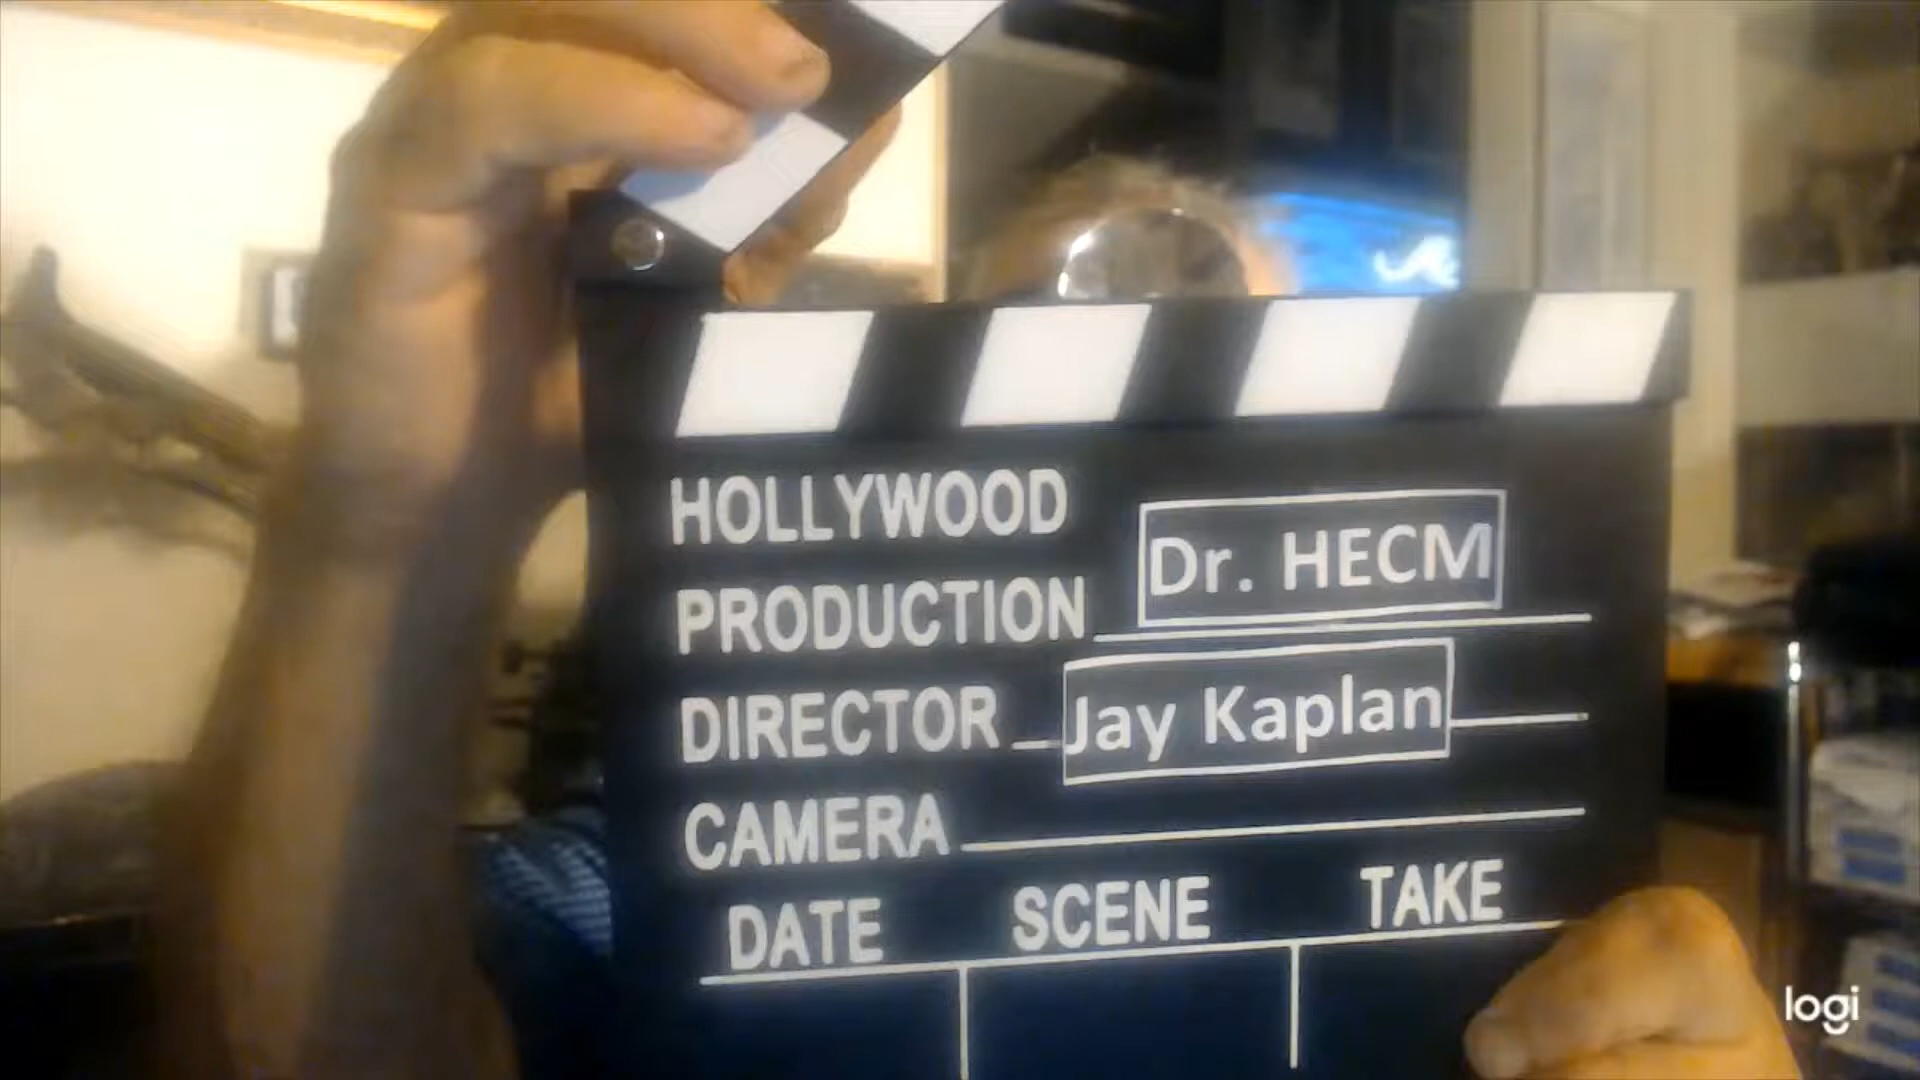 HOLLYWOOD
Dr. HECM
PRODUCTION
DIRECTOR Jay Kaplan
CAMERA
DATE SCENE TAKE
logi